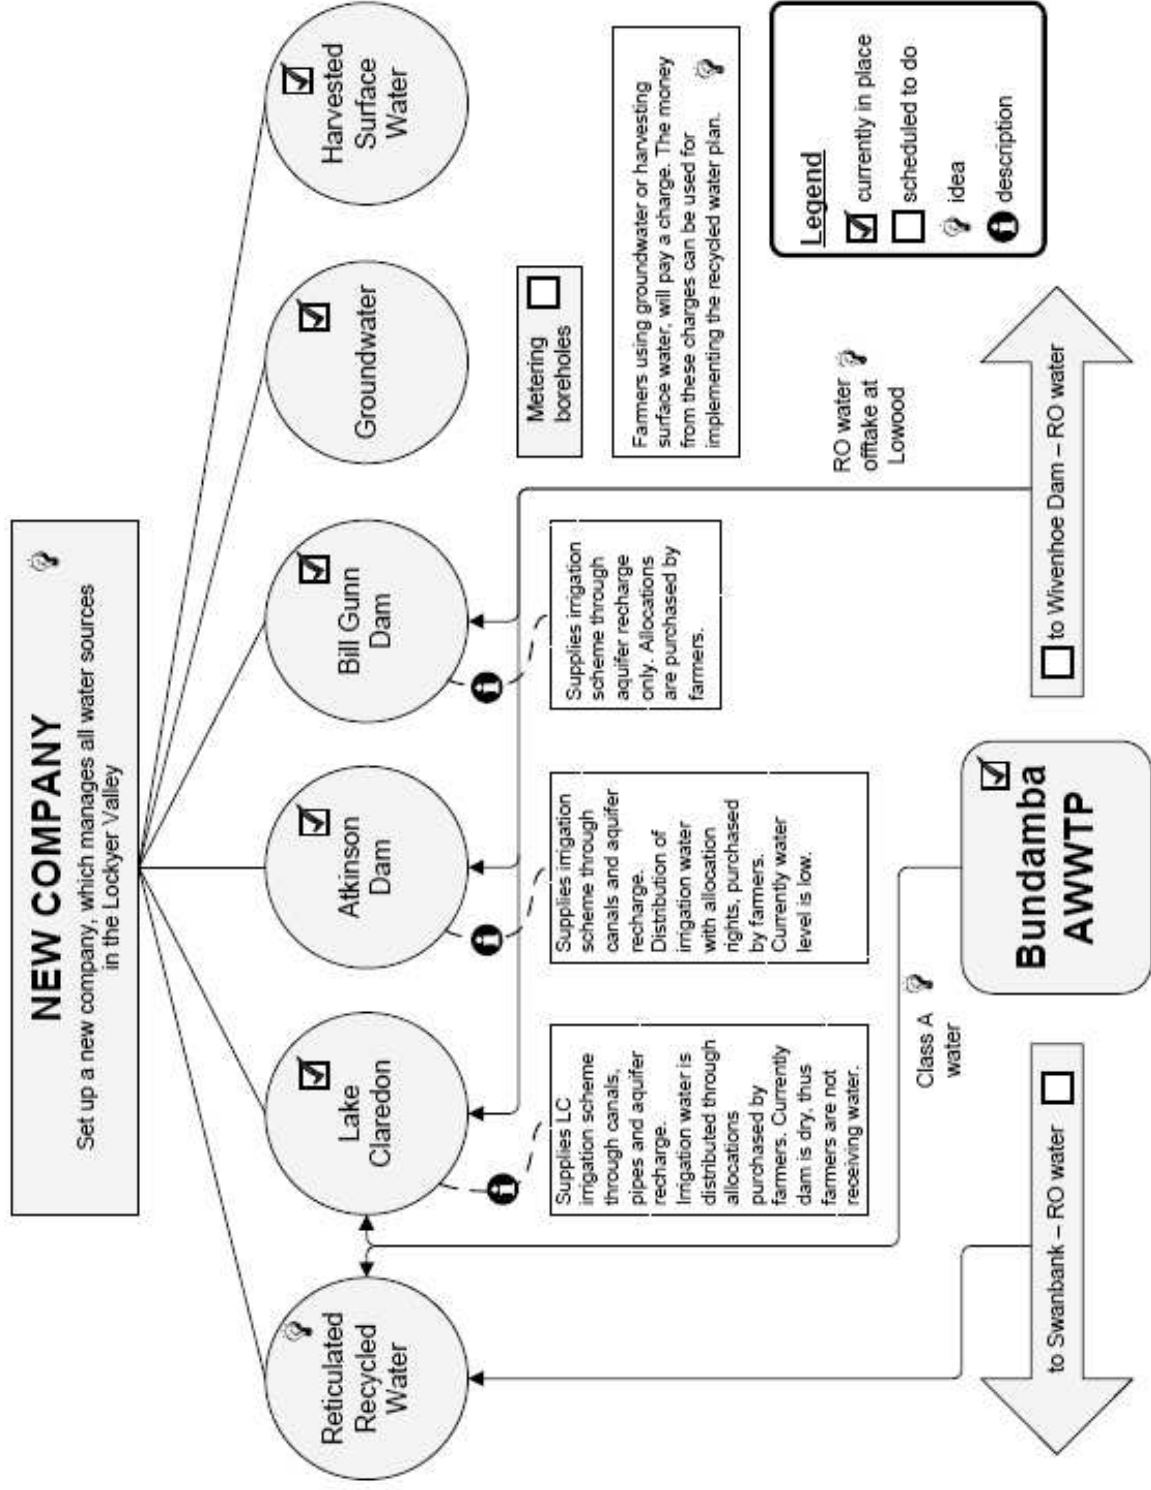 NEW COMPANY
Set up a new company, which manages all water sources
in the Lockyer Valley
Reticulated
Recycled
Water
Lake
Claredon
Atkinson
Dam
Bill Gunn
Dam
Groundwater
Harvested
Surface
Water
Supplies LC
irrigation scheme
through canals,
pipes and aquifer
recharge.
Irrigation water is
distributed through
allocations
purchased by
farmers. Currently
dam is dry, thus
farmers are not
receiving water.
Supplies irrigation
scheme through
canals and aquifer
recharge.
Distribution of
irrigation water
with allocation
rights, purchased
by farmers.
Currently water
level is low.
Supplies irrigation
scheme through
aquifer recharge
only. Allocations
are purchased by
farmers.
Metering
boreholes
Farmers using groundwater or harvesting
surface water, will pay a charge. The money
from these charges can be used for
implementing the recycled water plan.
RO water
offtake at
Lowood
Class A
water
to Swanbank – RO water
Bundamba
AWWTP
to Wivenhoe Dam – RO water
Legend
currently in place
scheduled to do
idea
description